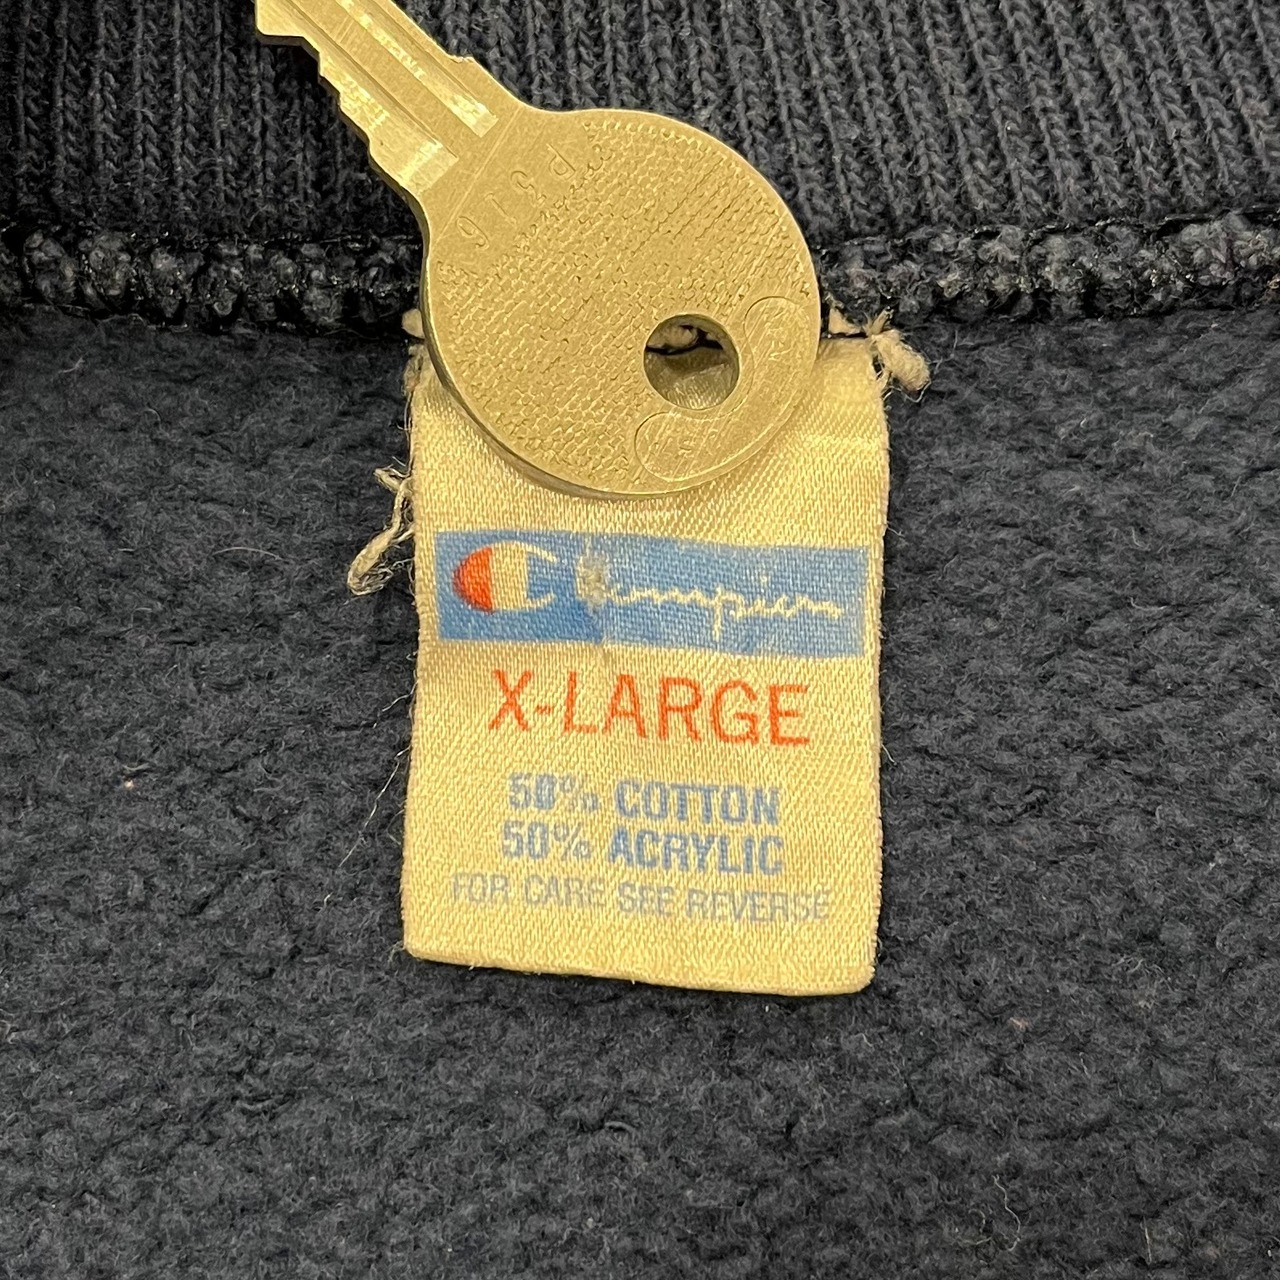 Champion
X-LARGE
50% COTTON
50% ACRYLIC
FOR CARE SEE REVERSE